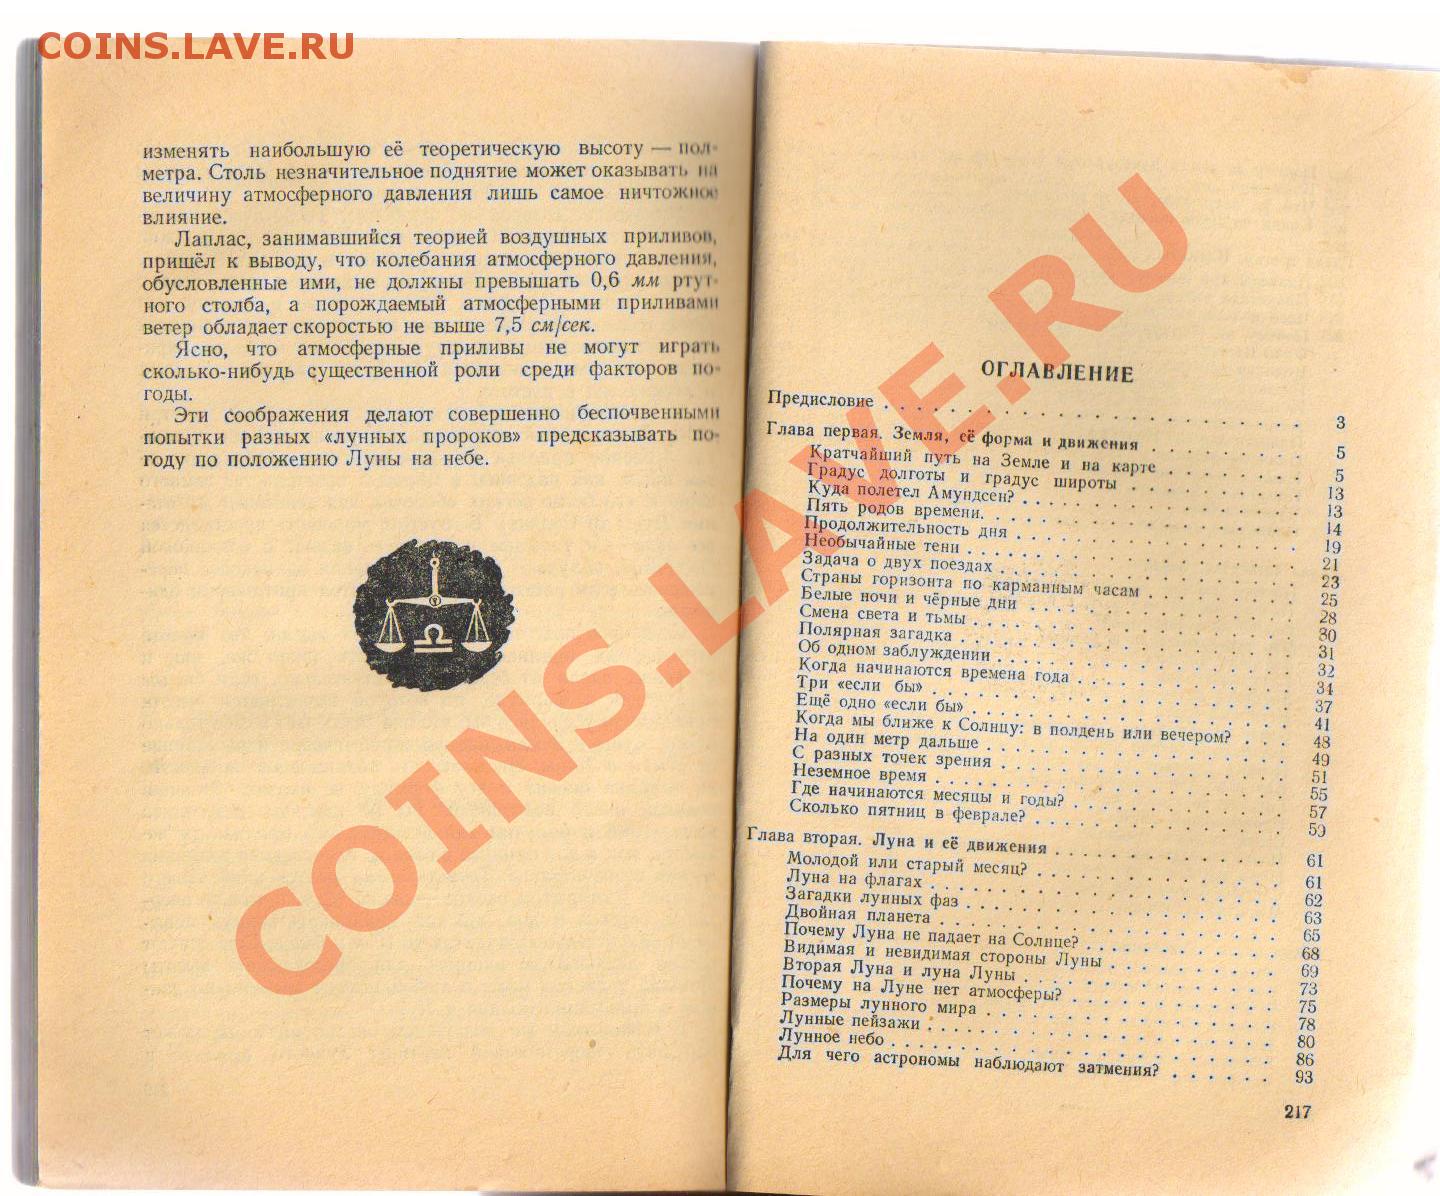 COINS.LAVE.RU
изменять наибольшую её теоретическую высоту — пол-
метра. Столь незначительное поднятие может оказывать на
величину атмосферного давления лишь самое ничтожное
влияние.
Лаплас, занимавшийся теорией воздушных приливов,
пришёл к выводу, что колебания атмосферного давления,
обусловленные ими, не должны превышать 0,6 мм ртут-
ного столба, а порождаемый атмосферными приливами
ветер обладает скоростью не выше 7,5 см/сек.
Ясно, что атмосферные приливы не могут играть
сколько-нибудь существенной роли среди факторов по-
годы.
Эти соображения делают совершенно беспочвенными
попытки разных «лунных пророков» предсказывать по-
году по положению Луны на небе.
ОГЛАВЛЕНИЕ
Предисловие . . . 3
Глава первая. Земля, её форма и движения . . . 5
Кратчайший путь на Земле и на карте . . . 5
Градус долготы и градус широты . . . 13
Куда полетел Амундсен? . . . 13
Пять родов времени . . . 14
Продолжительность дня . . . 19
Необычайные тени . . . 21
Задача о двух поездах . . . 23
Страны горизонта по карманным часам . . . 25
Белые ночи и чёрные дни . . . 28
Смена света и тьмы . . . 30
Полярная загадка . . . 31
Об одном заблуждении . . . 32
Когда начинаются времена года . . . 34
Три «если бы» . . . 37
Ещё одно «если бы» . . . 41
Когда мы ближе к Солнцу: в полдень или вечером? . . . 48
На один метр дальше . . . 49
С разных точек зрения . . . 51
Неземное время . . . 55
Где начинаются месяцы и годы? . . . 57
Сколько пятниц в феврале? . . . 59
Глава вторая. Луна и её движения . . . 61
Молодой или старый месяц? . . . 61
Луна на флагах . . . 62
Загадки лунных фаз . . . 63
Двойная планета . . . 65
Почему Луна не падает на Солнце? . . . 68
Видимая и невидимая стороны Луны . . . 69
Вторая Луна и луна Луны . . . 73
Почему на Луне нет атмосферы? . . . 75
Размеры лунного мира . . . 78
Лунные пейзажи . . . 80
Лунное небо . . . 86
Для чего астрономы наблюдают затмения? . . . 93
217
COINS.LAVE.RU